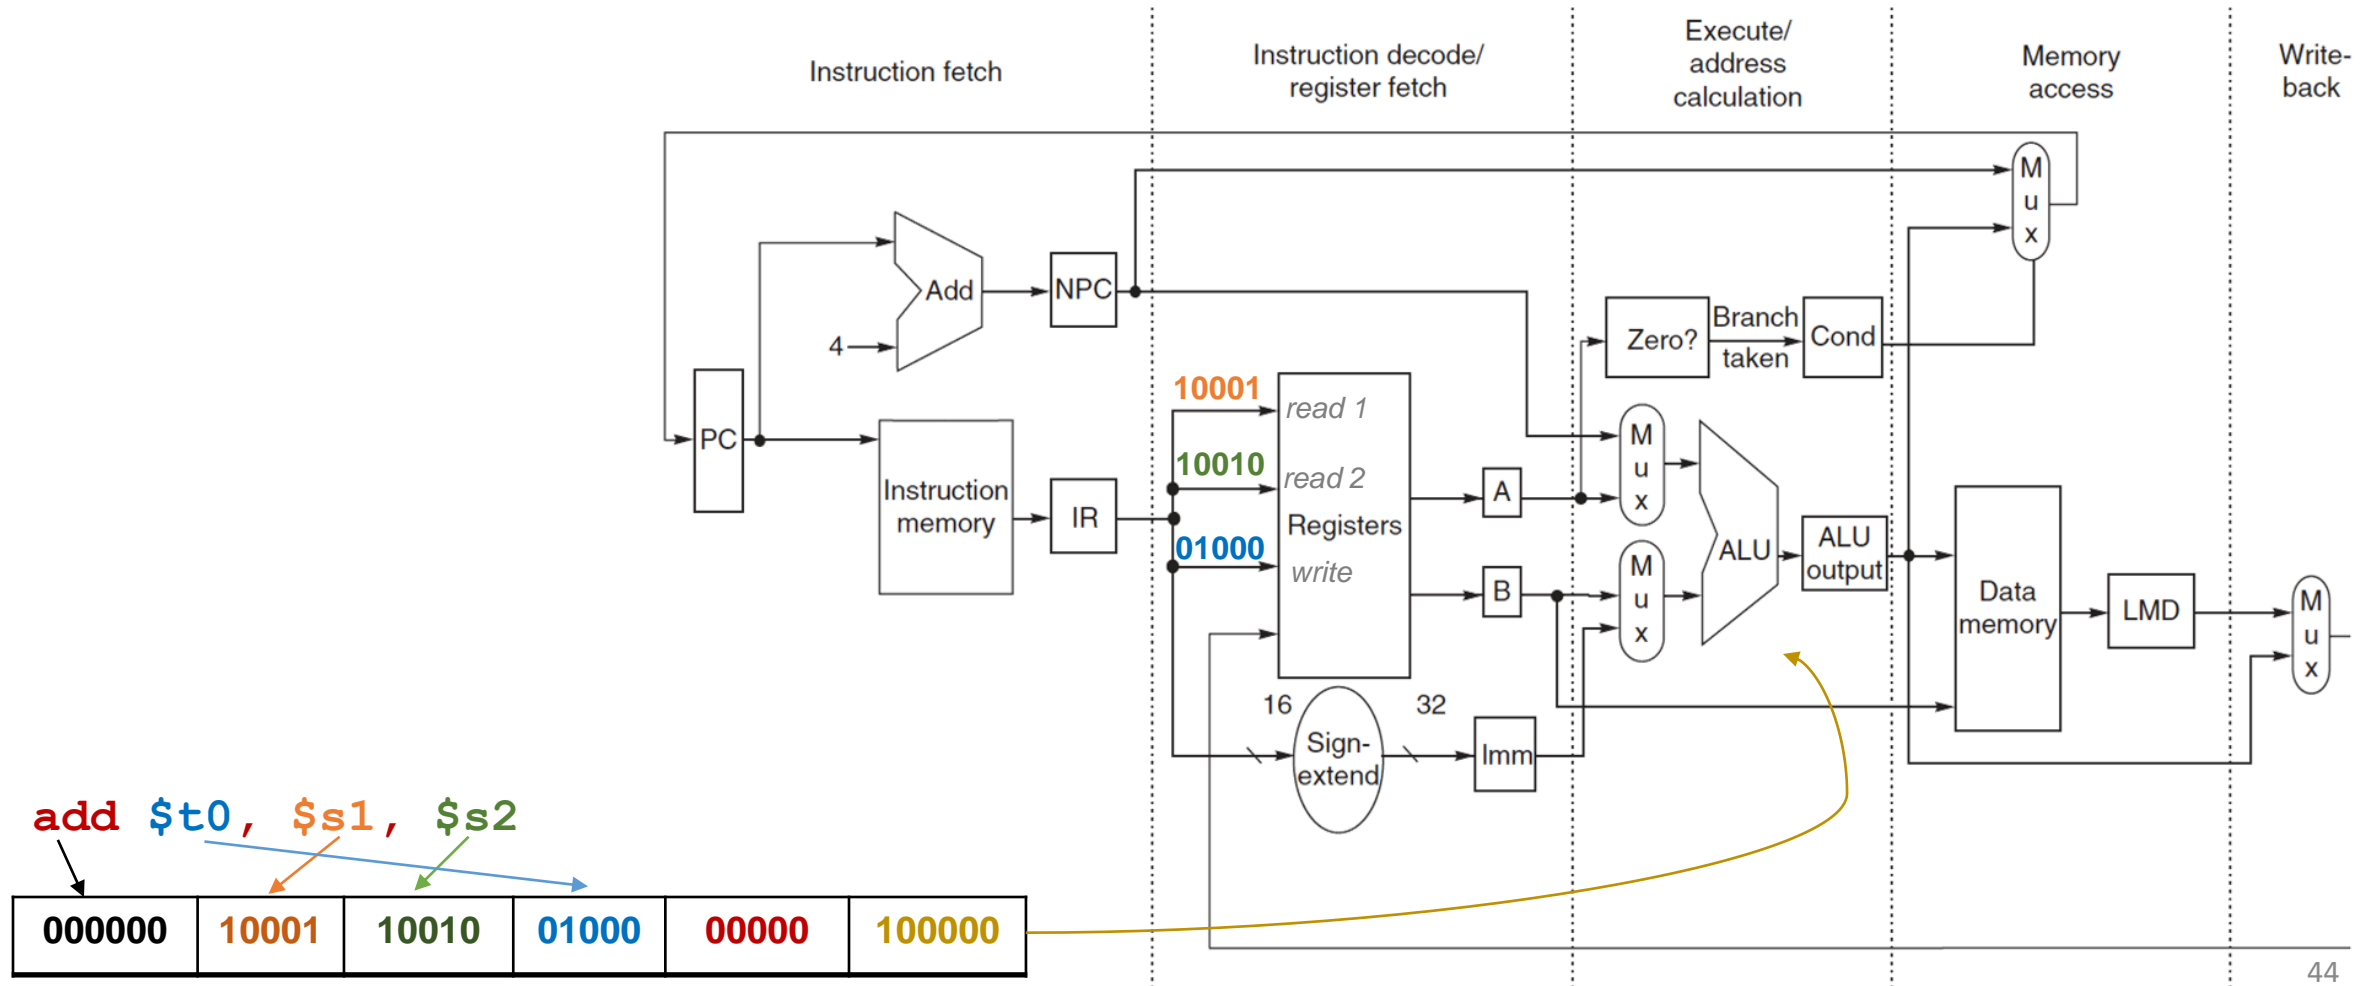 Instruction fetch
Instruction decode/
register fetch
Execute/
address
calculation
Memory
access
Write-
back
M
u
x
Add
NPC
4
Zero?
Branch
taken
Cond
PC
Instruction
memory
IR
10001
read 1
10010
read 2
Registers
01000
write
A
B
M
u
x
M
u
x
ALU
ALU
output
Data
memory
LMD
M
u
x
16
Sign-
extend
32
Imm
add $t0, $s1, $s2
000000 10001 10010 01000 00000 100000
44